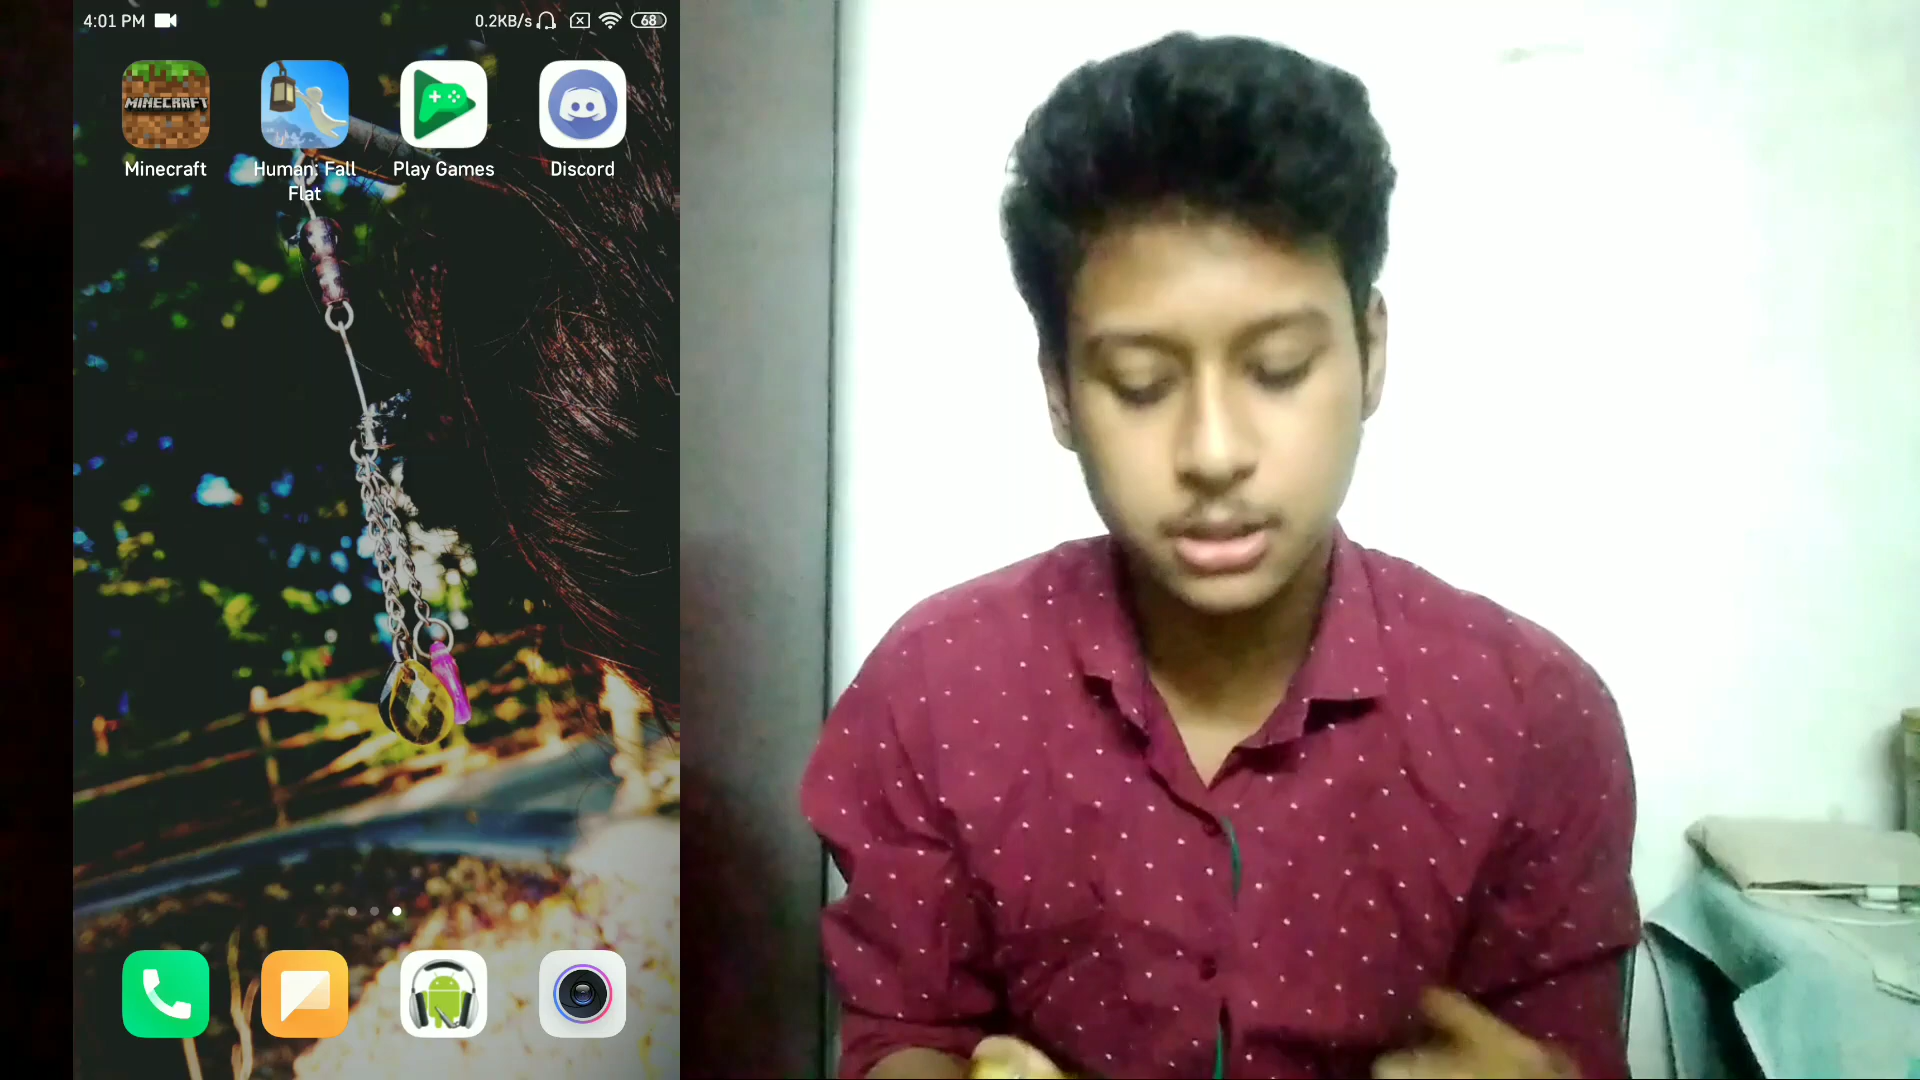 4:01 PM
0.2KB/s
68
MINECRAFT
Minecraft
Human: Fall
Flat
Play Games
Discord